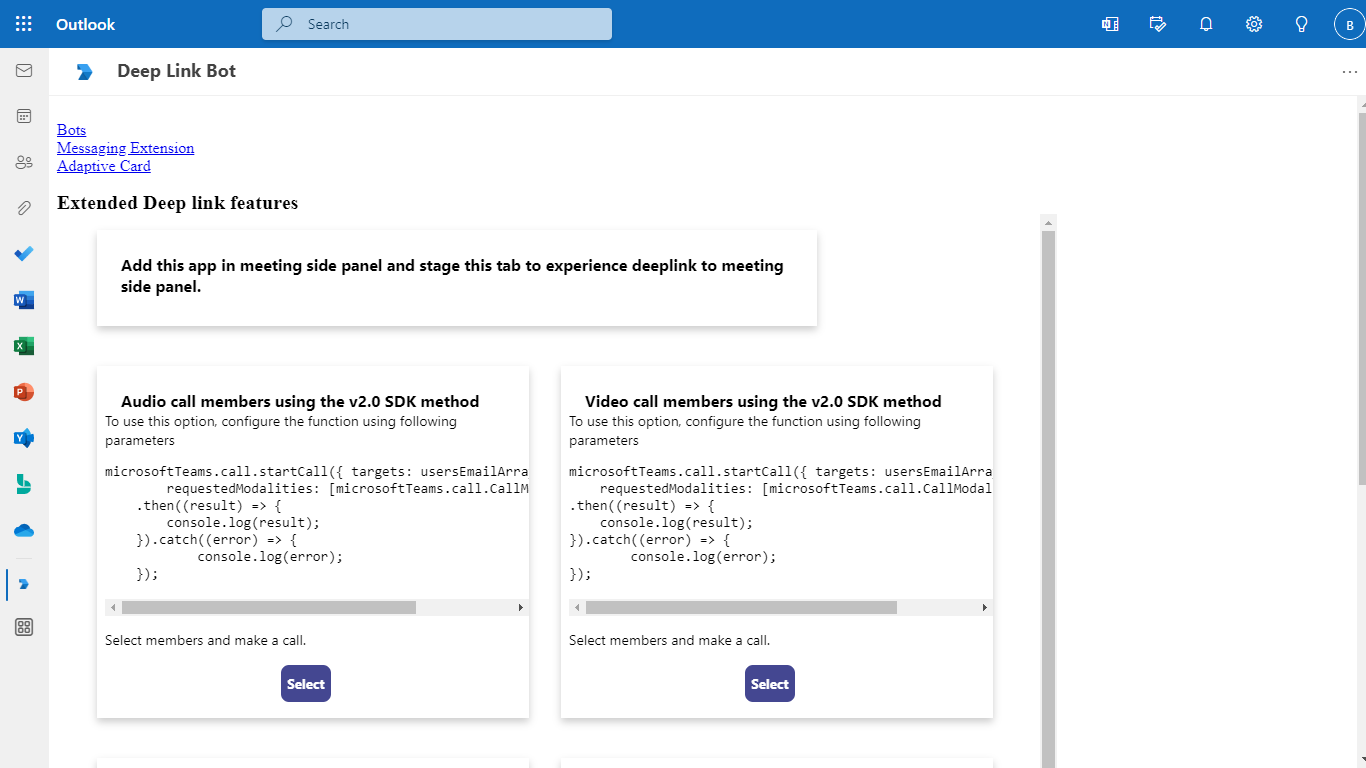 Outlook
Search
B
Deep Link Bot
Bots
Messaging Extension
Adaptive Card
Extended Deep link features
Add this app in meeting side panel and stage this tab to experience deeplink to meeting
side panel.
Audio call members using the v2.0 SDK method
To use this option, configure the function using following
parameters
microsoftTeams.call.startCall({ targets: usersEmailArra
requestedModalities: [microsoftTeams.call.CallM
.then((result) => {
console.log(result);
}).catch((error) => {
console.log(error);
});
Select members and make a call.
Select
Video call members using the v2.0 SDK method
To use this option, configure the function using following
parameters
microsoftTeams.call.startCall({ targets: usersEmailArra
requestedModalities: [microsoftTeams.call.CallModal
.then((result) => {
console.log(result);
}).catch((error) => {
console.log(error);
});
Select members and make a call.
Select